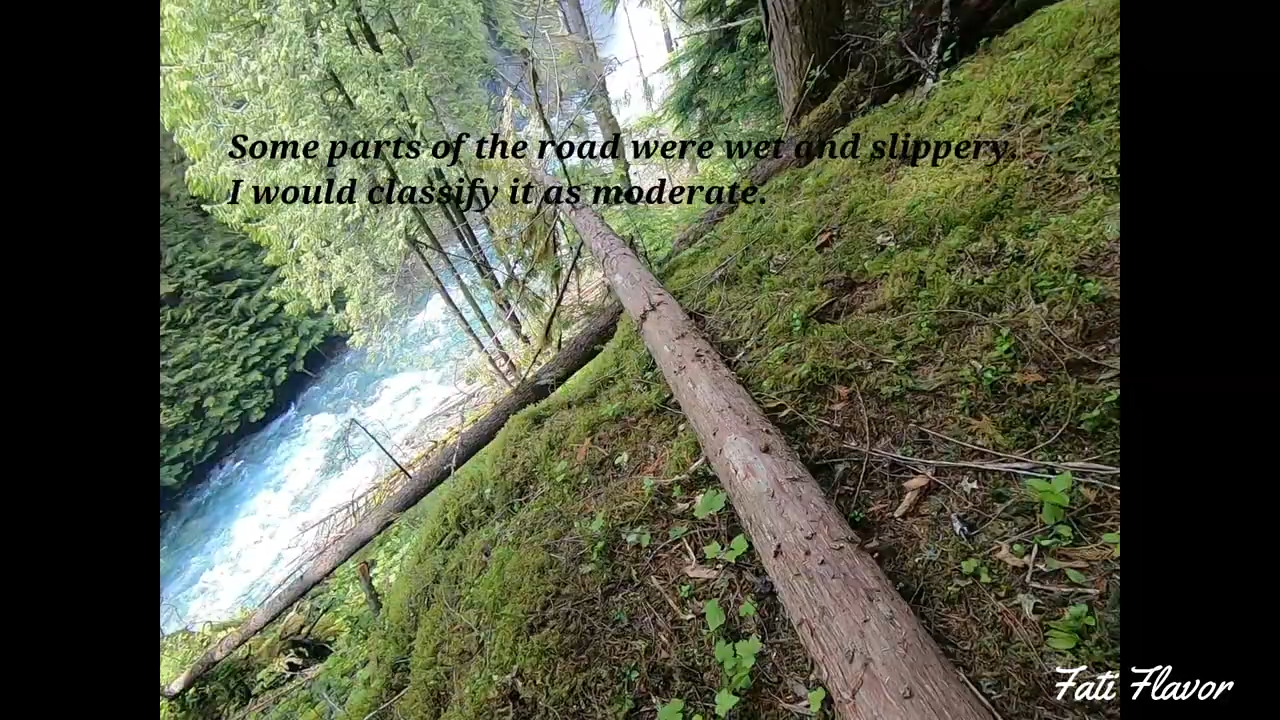 Some parts of the road were wet and slippery.
I would classify it as moderate.
Fati Flavor